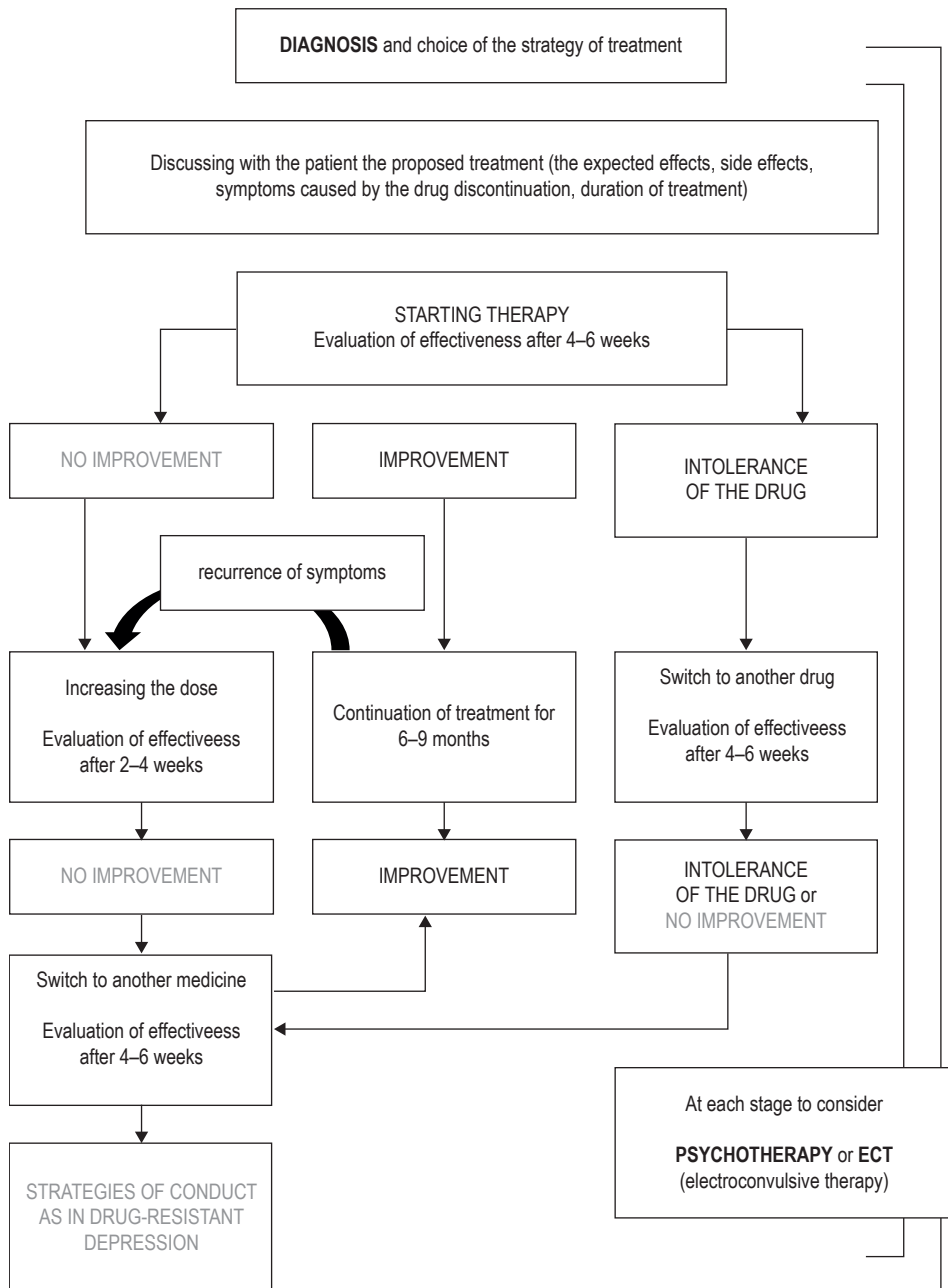 DIAGNOSIS and choice of the strategy of treatment
Discussing with the patient the proposed treatment (the expected effects, side effects,
symptoms caused by the drug discontinuation, duration of treatment)
STARTING THERAPY
Evaluation of effectiveness after 4–6 weeks
NO IMPROVEMENT
IMPROVEMENT
INTOLERANCE
OF THE DRUG
recurrence of symptoms
Increasing the dose
Evaluation of effectiveess
after 2–4 weeks
Continuation of treatment for
6–9 months
Switch to another drug
Evaluation of effectiveess
after 4–6 weeks
NO IMPROVEMENT
IMPROVEMENT
INTOLERANCE
OF THE DRUG or
NO IMPROVEMENT
Switch to another medicine
Evaluation of effectiveess
after 4–6 weeks
At each stage to consider
PSYCHOTHERAPY or ECT
(electroconvulsive therapy)
STRATEGIES OF CONDUCT
AS IN DRUG-RESISTANT
DEPRESSION